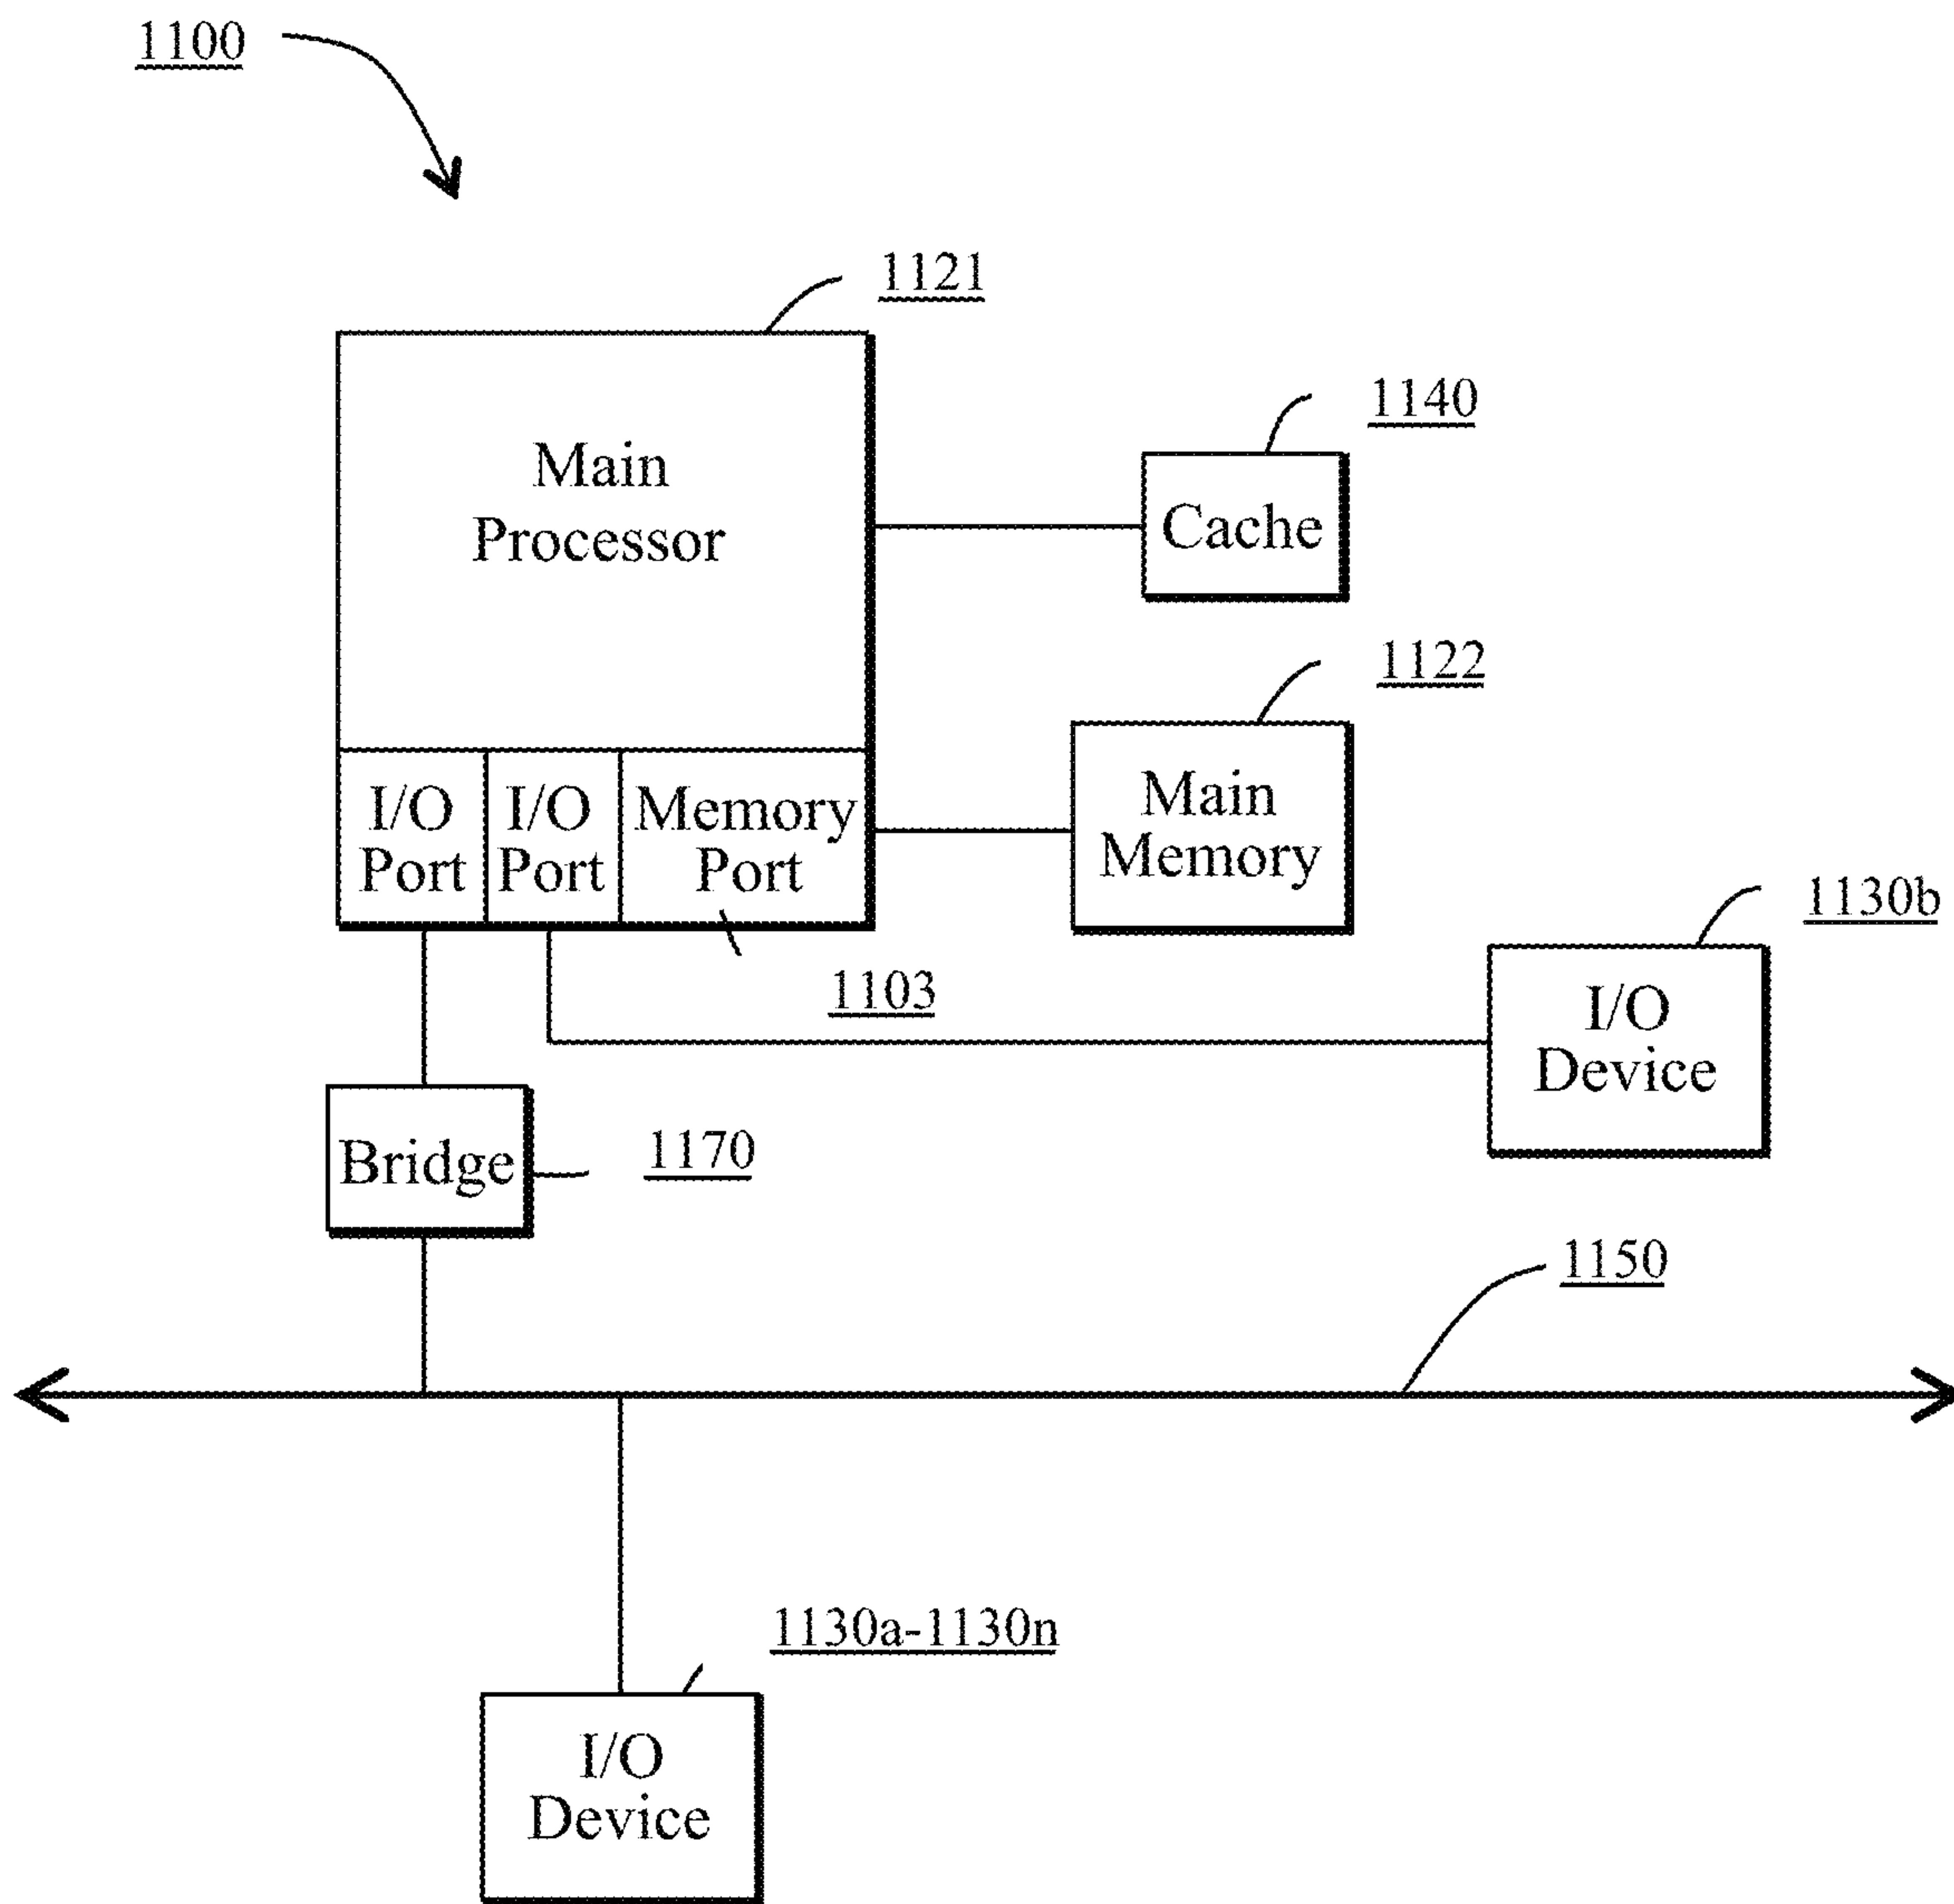 1100
1121
Main
Processor
1140
Cache
1122
Main
Memory
I/O
Port
I/O
Port
Memory
Port
1103
1130b
I/O
Device
Bridge
1170
1150
1130a-1130n
I/O
Device